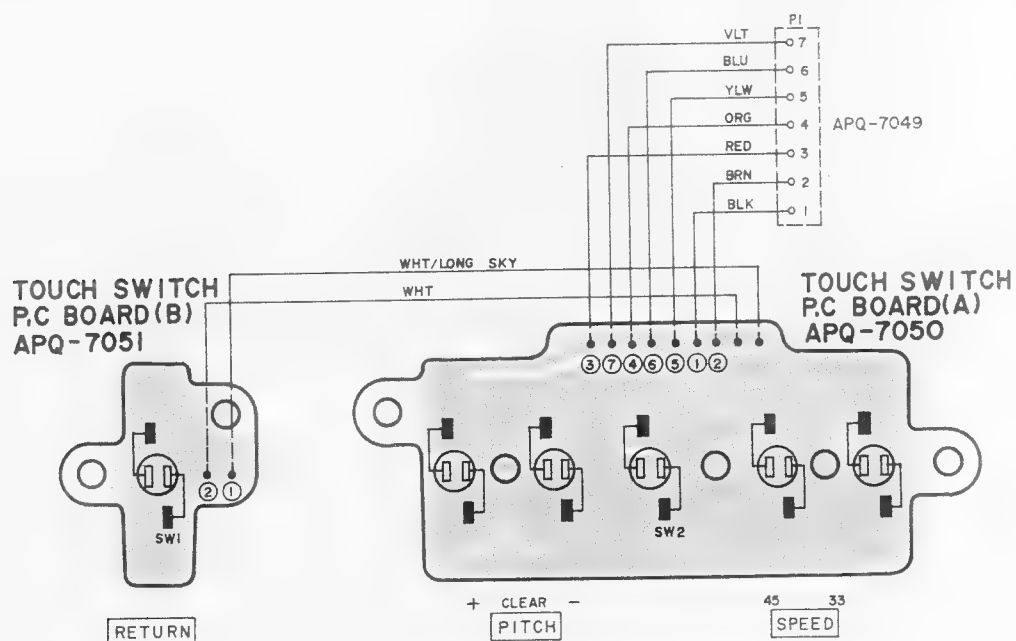 P1
VLT 7
BLU 6
YLW 5
ORG 4 APQ-7049
RED 3
BRN 2
BLK 1
WHT/LONG SKY
WHT
TOUCH SWITCH
P.C BOARD(B)
APQ-7051
TOUCH SWITCH
P.C BOARD(A)
APQ-7050
3 7 4 6 5 1 2
2 1
SW1
SW2
+ CLEAR -
PITCH
45 33
SPEED
RETURN